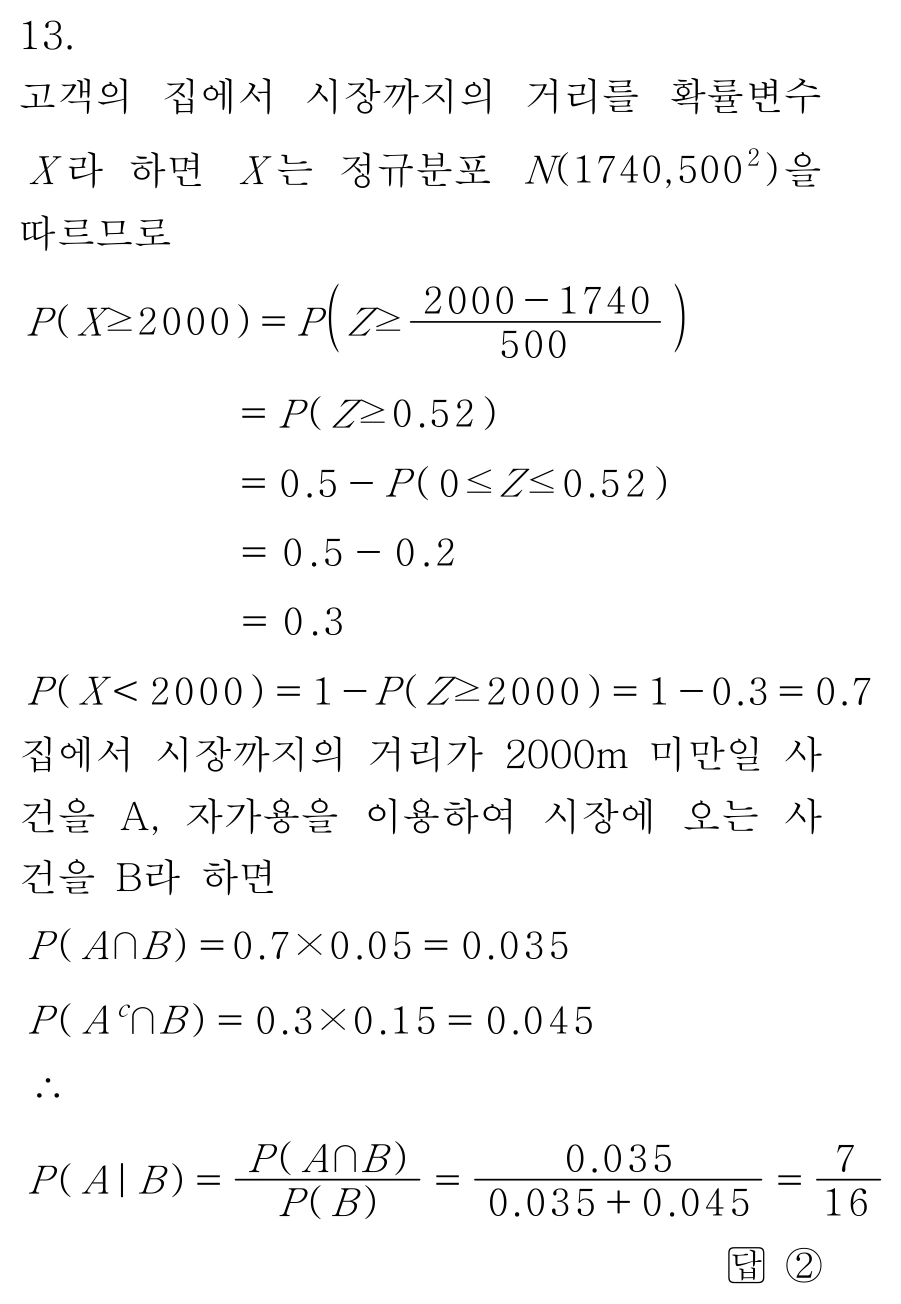 13.
고객의 집에서 시장까지의 거리를 확률변수
X라 하면 X는 정규분포 N(1740,500²)을
따르므로
P(X≥2000)=P(Z≥(2000-1740)/500)
=P(Z≥0.52)
=0.5-P(0≤Z≤0.52)
=0.5-0.2
=0.3
P(X<2000)=1-P(Z≥2000)=1-0.3=0.7
집에서 시장까지의 거리가 2000m 미만일 사
건을 A, 자가용을 이용하여 시장에 오는 사
건을 B라 하면
P(A∩B)=0.7×0.05=0.035
P(Aᶜ∩B)=0.3×0.15=0.045
∴
P(A|B)=P(A∩B)/P(B)=0.035/(0.035+0.045)=7/16
답 ②